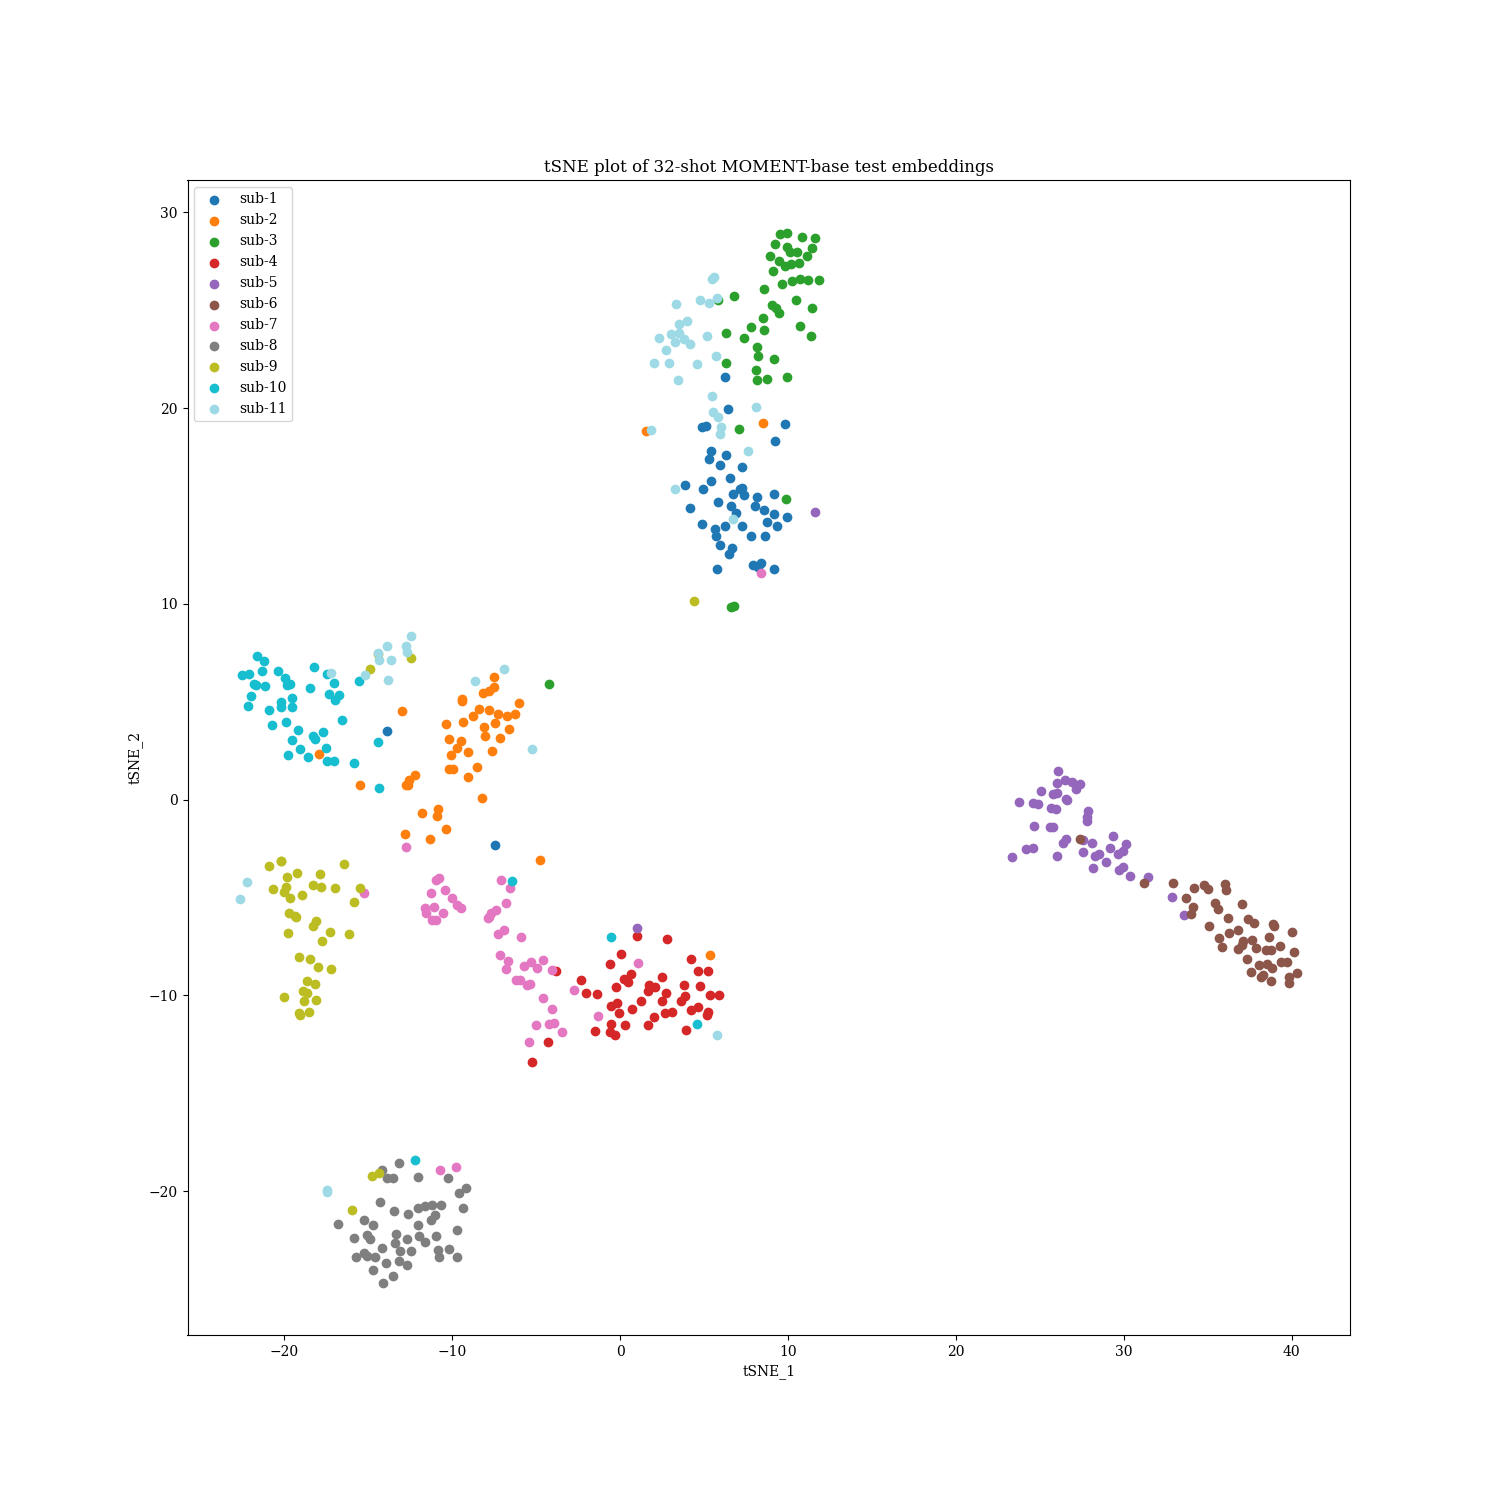 tSNE plot of 32-shot MOMENT-base test embeddings
sub-1
sub-2
sub-3
sub-4
sub-5
sub-6
sub-7
sub-8
sub-9
sub-10
sub-11
30
20
10
0
−10
−20
tSNE_2
−20
−10
0
10
20
30
40
tSNE_1